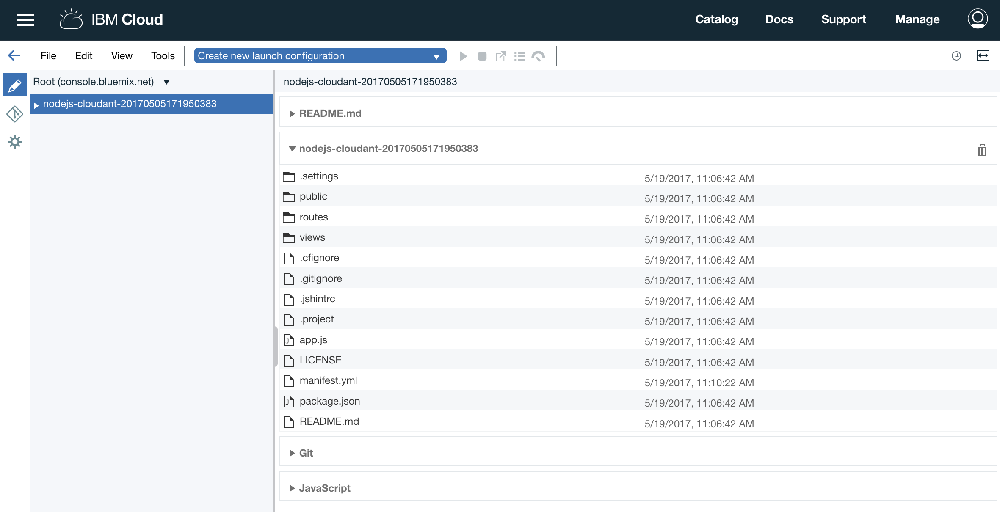 IBM Cloud Catalog Docs Support Manage
File Edit View Tools Create new launch configuration
Root (console.bluemix.net)
nodejs-cloudant-20170505171950383
nodejs-cloudant-20170505171950383
README.md
nodejs-cloudant-20170505171950383
.settings 5/19/2017, 11:06:42 AM
public 5/19/2017, 11:06:42 AM
routes 5/19/2017, 11:06:42 AM
views 5/19/2017, 11:06:42 AM
.cfignore 5/19/2017, 11:06:42 AM
.gitignore 5/19/2017, 11:06:42 AM
.jshintrc 5/19/2017, 11:06:42 AM
.project 5/19/2017, 11:06:42 AM
app.js 5/19/2017, 11:06:42 AM
LICENSE 5/19/2017, 11:06:42 AM
manifest.yml 5/19/2017, 11:10:22 AM
package.json 5/19/2017, 11:06:42 AM
README.md 5/19/2017, 11:06:42 AM
Git
JavaScript